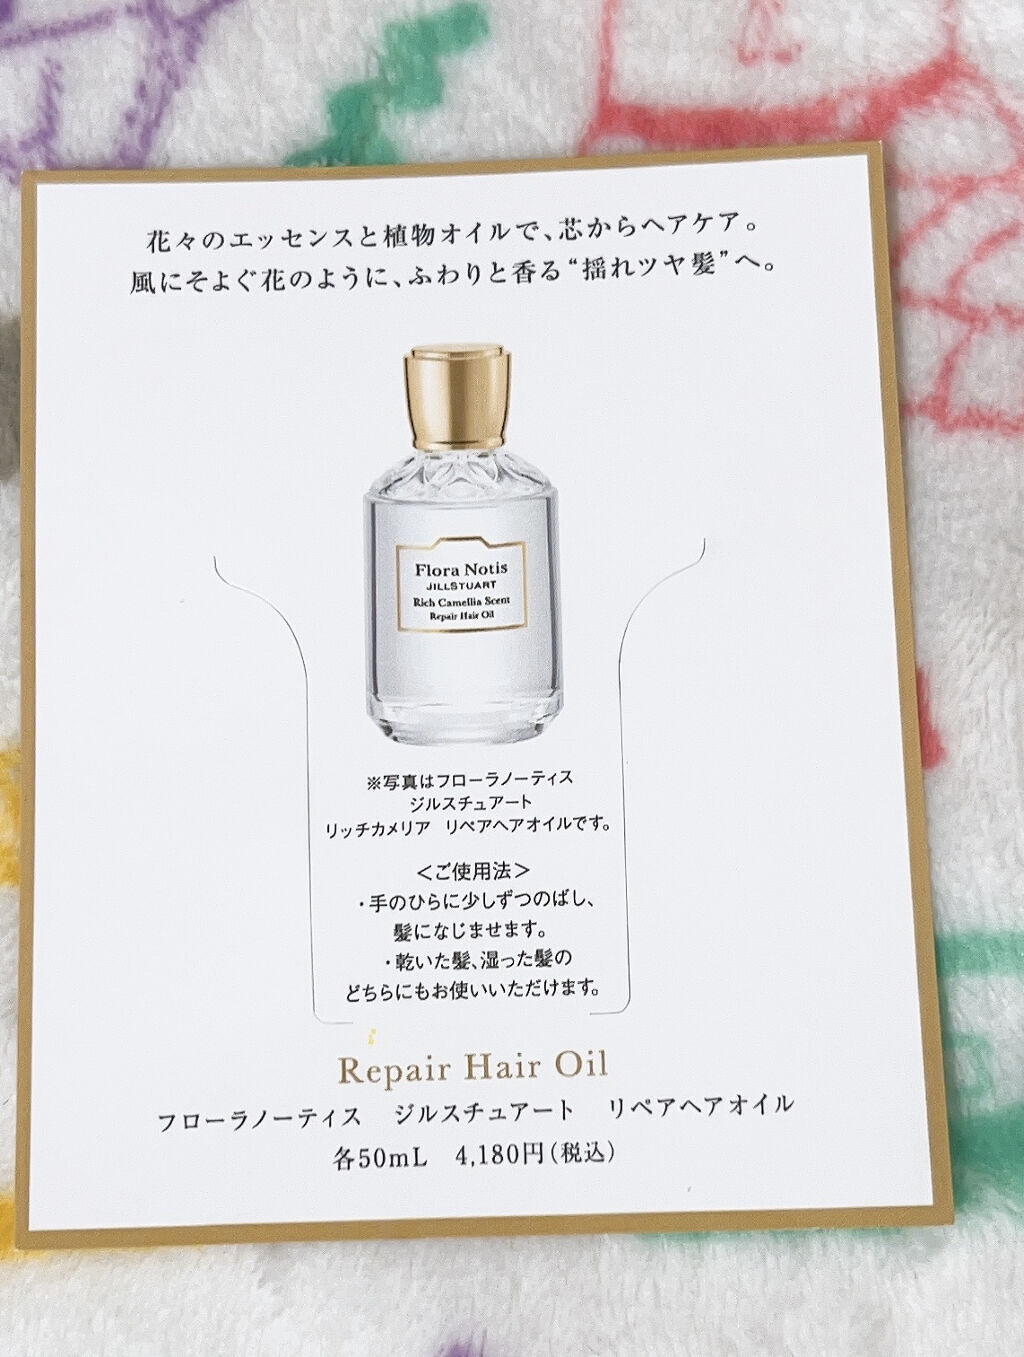 花々のエッセンスと植物オイルで、芯からヘアケア。
風にそよぐ花のように、ふわりと香る“揺れツヤ髪”へ。
Flora Notis
JILLSTUART
Rich Camellia Scent
Repair Hair Oil
※写真はフローラノーティス
ジルスチュアート
リッチカメリア　リペアヘアオイルです。
＜ご使用法＞
・手のひらに少しずつのばし、
髪になじませます。
・乾いた髪、湿った髪の
どちらにもお使いいただけます。
Repair Hair Oil
フローラノーティス　ジルスチュアート　リペアヘアオイル
各50mL　4,180円（税込）